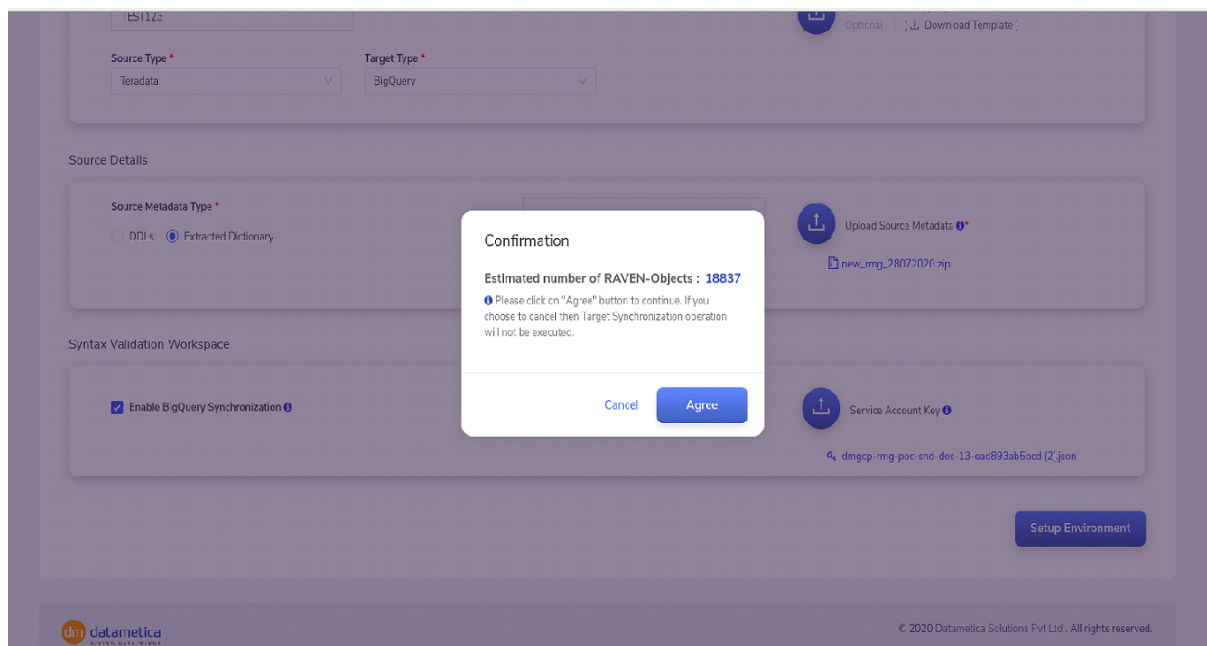 TEST123
Optional | [ Download Template ]
Source Type * Target Type *
Teradata BigQuery
Source Details
Source Metadata Type *
DDLs Extracted Dictionary
Upload Source Metadata *
new_rmg_28072020.zip
Confirmation
Estimated number of RAVEN-Objects : 18837
Please click on "Agree" button to continue. If you
choose to cancel then Target Synchronization operation
will not be executed.
Cancel Agree
Syntax Validation Workspace
Enable BigQuery Synchronization
Service Account Key
dmgcp-rmg-poc-snd-dec-13-eac893ab5ocd (2).json
Setup Environment
dm datametica
GIVING DATA WINGS
© 2020 Datametica Solutions Pvt Ltd . All rights reserved.